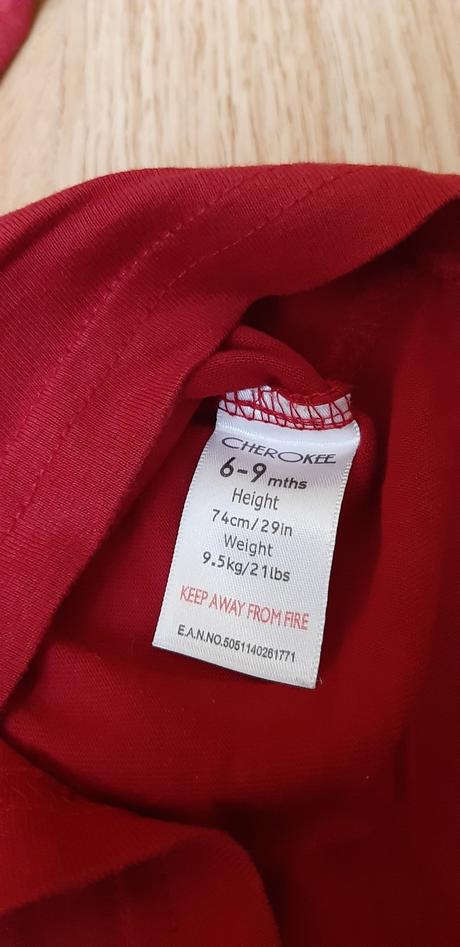 CHEROKEE
6-9 mths
Height
74cm/29in
Weight
9.5kg/21lbs
KEEP AWAY FROM FIRE
E.A.N.NO.5051140261771